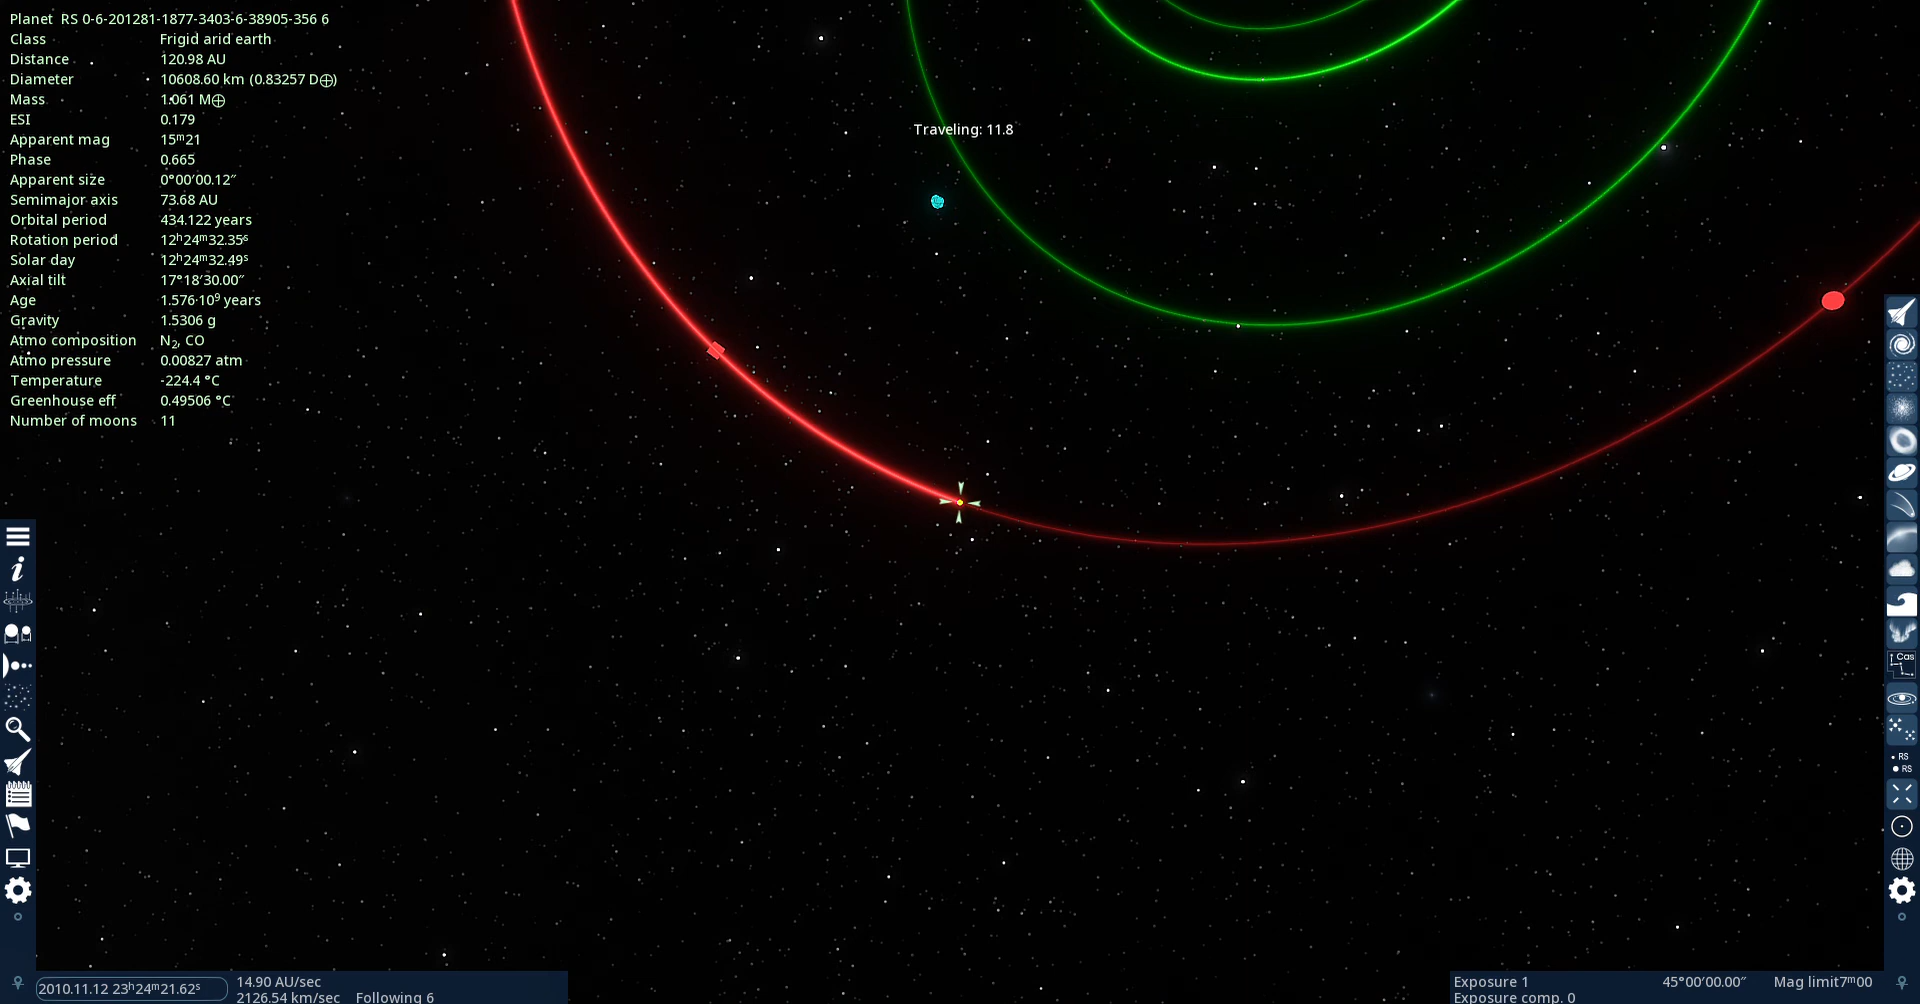 Planet RS 0-6-201281-1877-3403-6-38905-356 6
Class Frigid arid earth
Distance 120.98 AU
Diameter 10608.60 km (0.83257 D⊕)
Mass 1.061 M⊕
ESI 0.179
Apparent mag 15ᵐ21
Phase 0.665
Apparent size 0°00′00.12″
Semimajor axis 73.68 AU
Orbital period 434.122 years
Rotation period 12ʰ24ᵐ32.35ˢ
Solar day 12ʰ24ᵐ32.49ˢ
Axial tilt 17°18′30.00″
Age 1.576·10⁹ years
Gravity 1.5306 g
Atmo composition N₂, CO
Atmo pressure 0.00827 atm
Temperature -224.4 °C
Greenhouse eff 0.49506 °C
Number of moons 11
Traveling: 11.8
Cas
RS
RS
2010.11.12 23ʰ24ᵐ21.62ˢ
14.90 AU/sec
2126.54 km/sec Following 6
Exposure 1 45°00′00.00″ Mag limit7ᵐ00
Exposure comp. 0